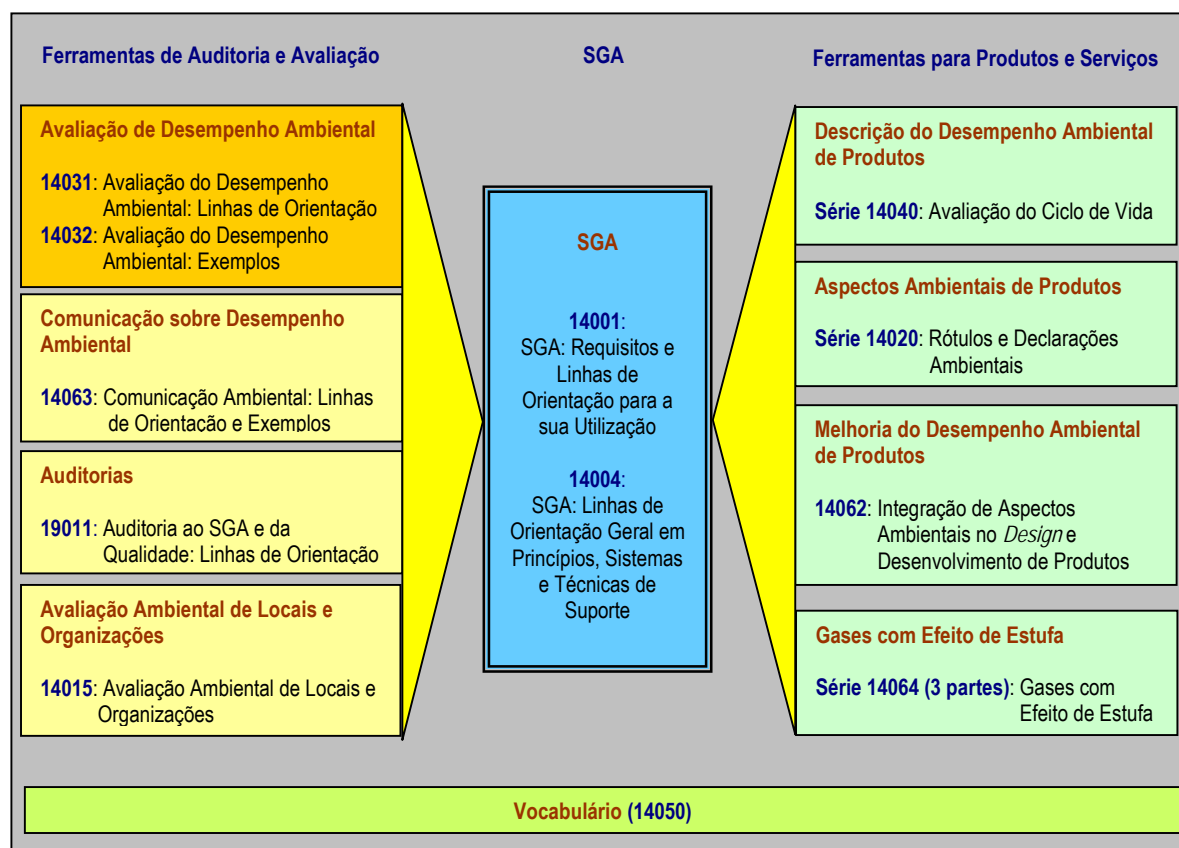 Ferramentas de Auditoria e Avaliação
SGA
Ferramentas para Produtos e Serviços
Avaliação de Desempenho Ambiental
14031: Avaliação do Desempenho
Ambiental: Linhas de Orientação
14032: Avaliação do Desempenho
Ambiental: Exemplos
Comunicação sobre Desempenho
Ambiental
14063: Comunicação Ambiental: Linhas
de Orientação e Exemplos
Auditorias
19011: Auditoria ao SGA e da
Qualidade: Linhas de Orientação
Avaliação Ambiental de Locais e
Organizações
14015: Avaliação Ambiental de Locais e
Organizações
SGA
14001:
SGA: Requisitos e
Linhas de
Orientação para a
sua Utilização
14004:
SGA: Linhas de
Orientação Geral em
Princípios, Sistemas
e Técnicas de
Suporte
Descrição do Desempenho Ambiental
de Produtos
Série 14040: Avaliação do Ciclo de Vida
Aspectos Ambientais de Produtos
Série 14020: Rótulos e Declarações
Ambientais
Melhoria do Desempenho Ambiental
de Produtos
14062: Integração de Aspectos
Ambientais no Design e
Desenvolvimento de Produtos
Gases com Efeito de Estufa
Série 14064 (3 partes): Gases com
Efeito de Estufa
Vocabulário (14050)